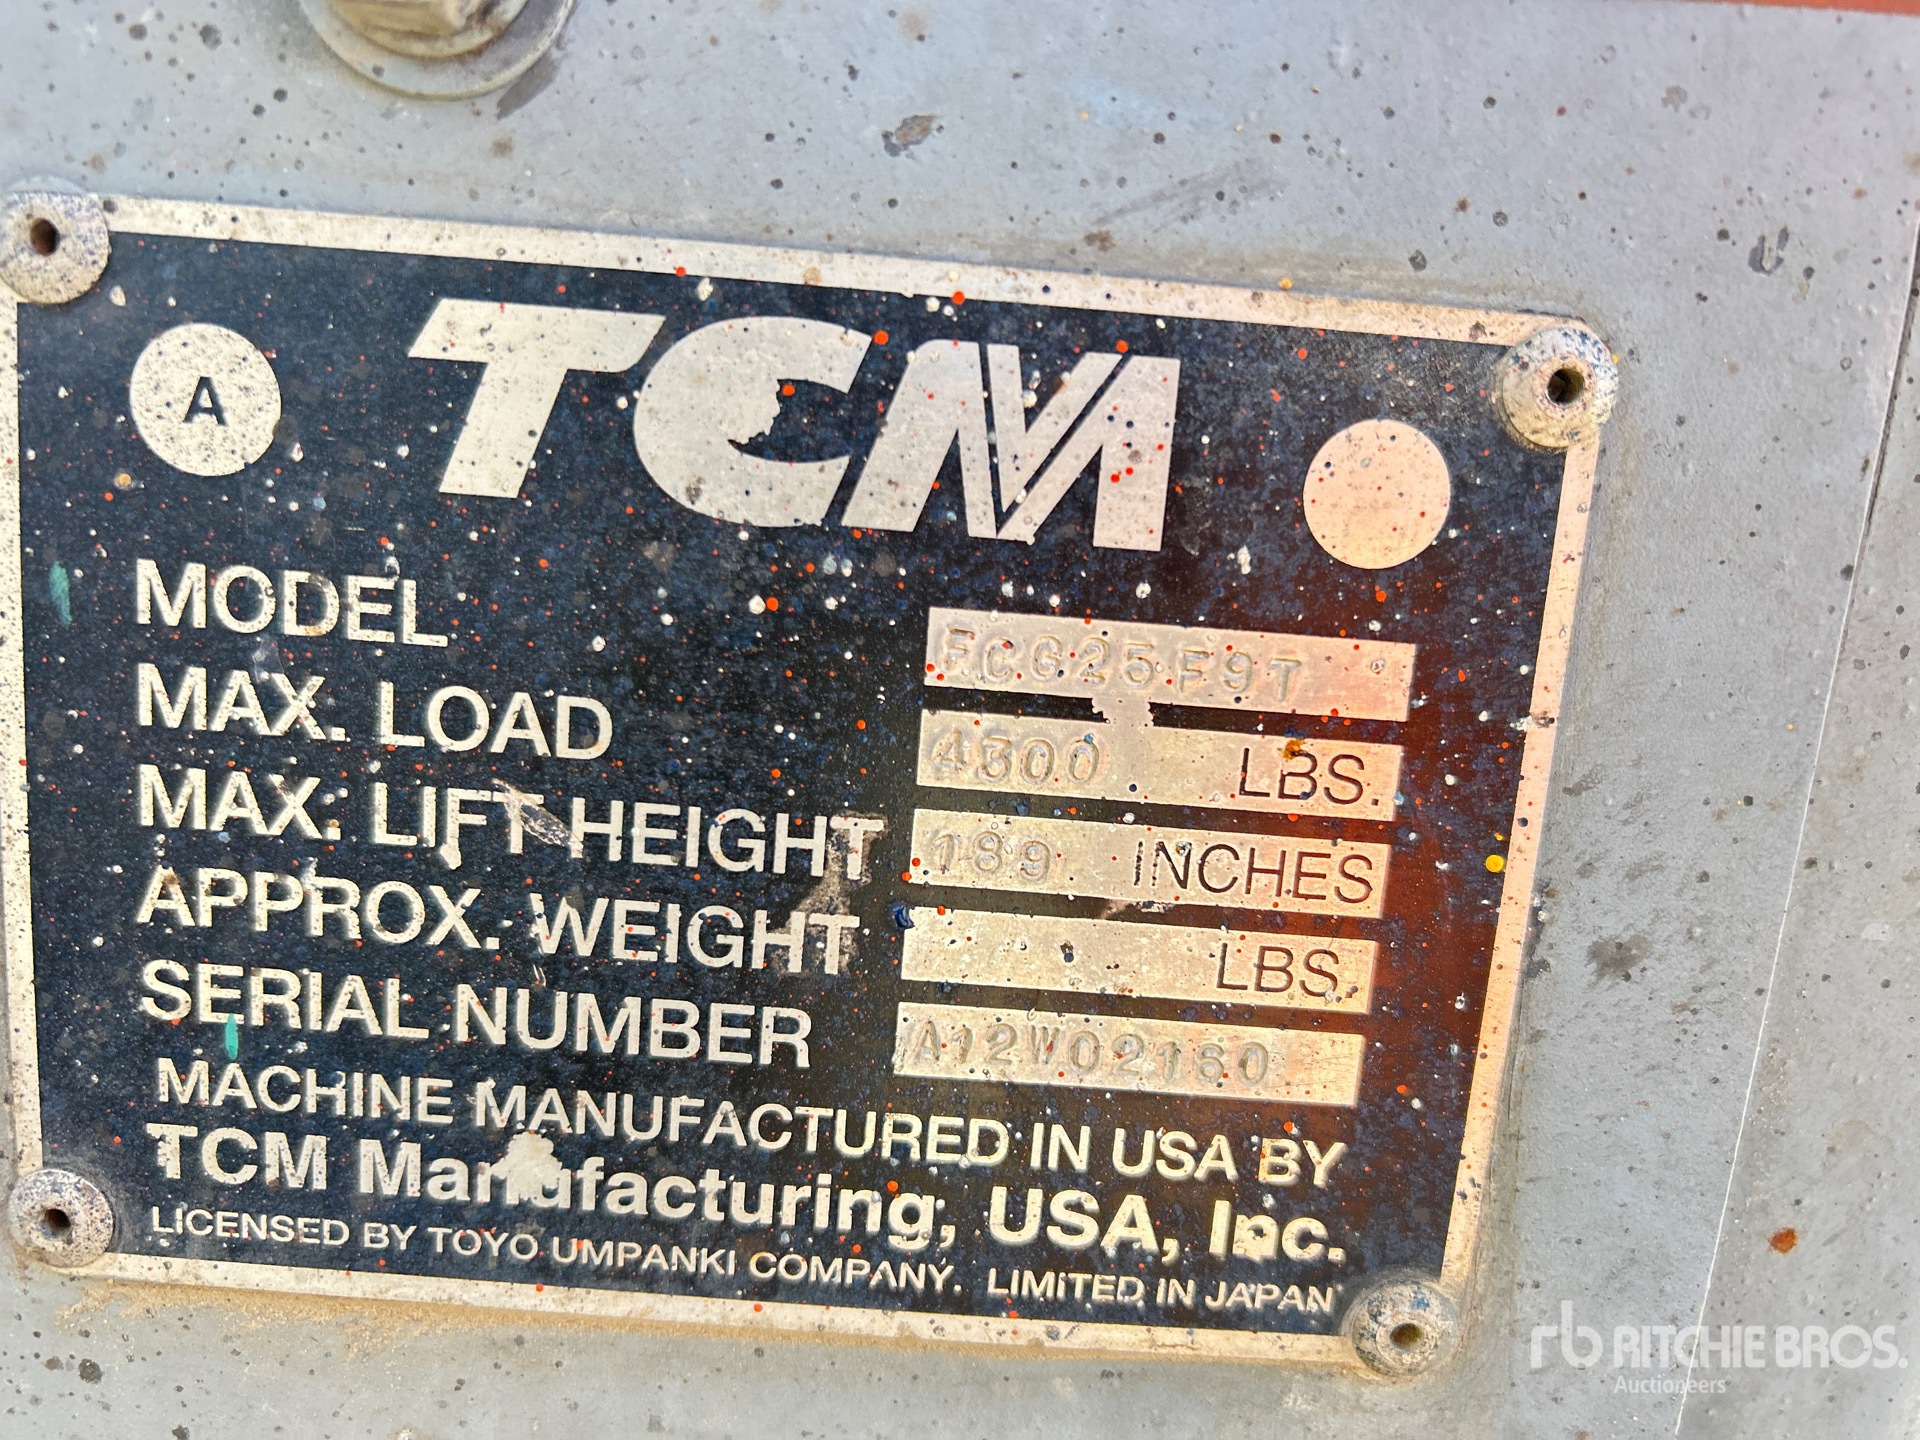 A TCM
MODEL FCG25F9T
MAX. LOAD 4300 LBS.
MAX. LIFT HEIGHT 189 INCHES
APPROX. WEIGHT LBS.
SERIAL NUMBER A12W02160
MACHINE MANUFACTURED IN USA BY
TCM Manufacturing, USA, Inc.
LICENSED BY TOYO UMPANKI COMPANY. LIMITED IN JAPAN
rb RITCHIE BROS.
Auctioneers